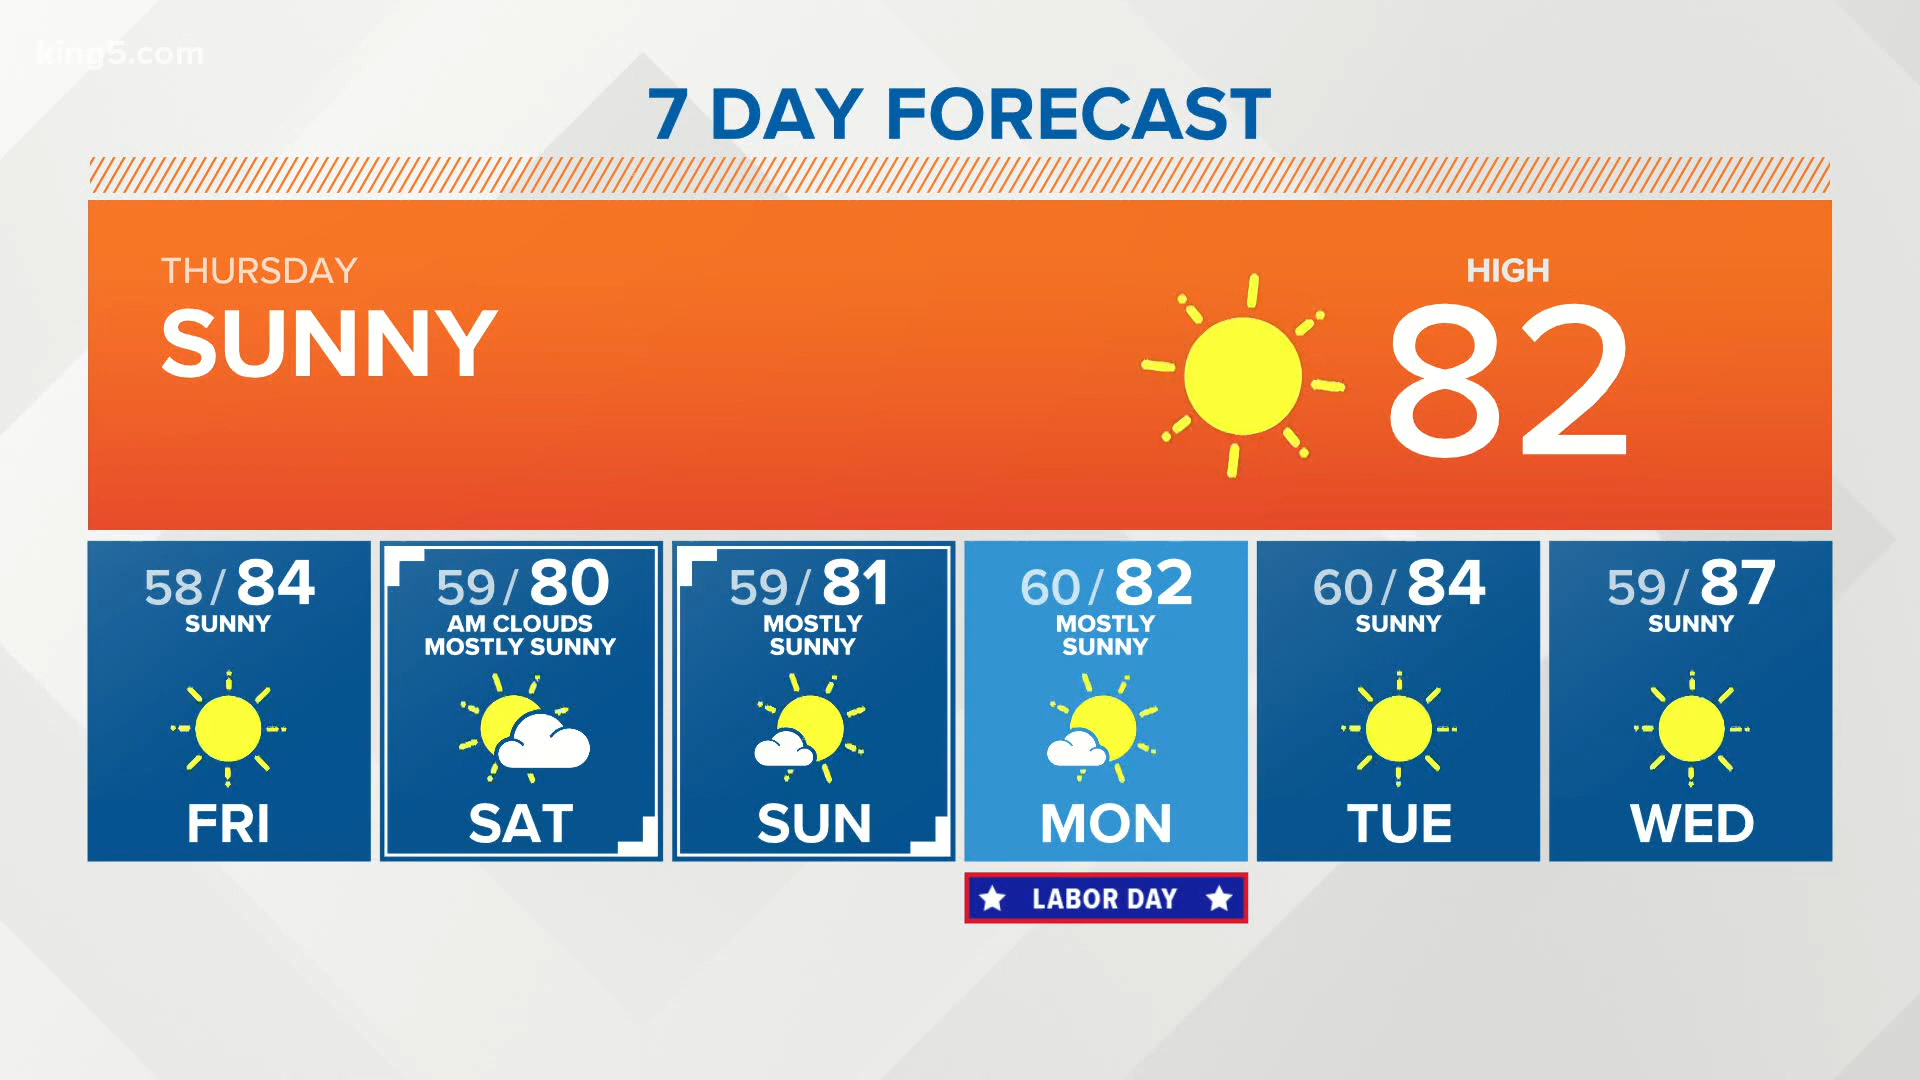 king5.com
7 DAY FORECAST
THURSDAY
SUNNY
HIGH
82
58/84
SUNNY
FRI
59/80
AM CLOUDS
MOSTLY SUNNY
SAT
59/81
MOSTLY
SUNNY
SUN
60/82
MOSTLY
SUNNY
MON
LABOR DAY
60/84
SUNNY
TUE
59/87
SUNNY
WED